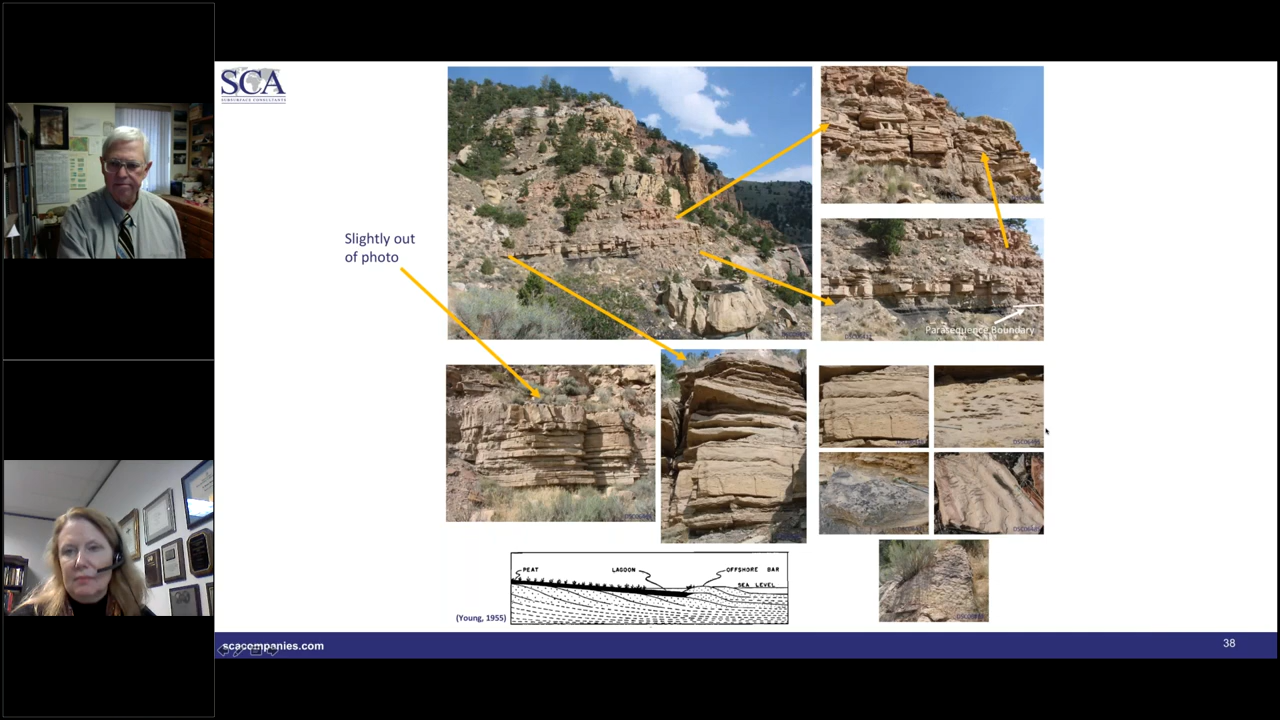 SCA
SUBSURFACE CONSULTANTS
Slightly out
of photo
Parasequence Boundary
PEAT
LAGOON
OFFSHORE BAR
SEA LEVEL
(Young, 1955)
scacompanies.com
38